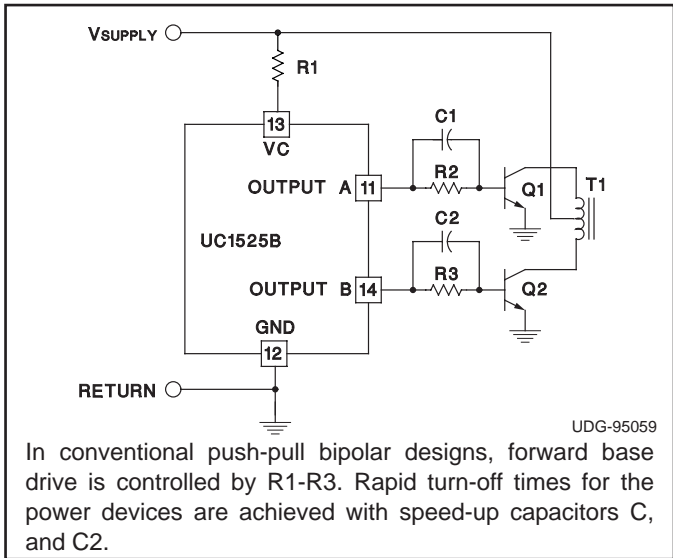 VSUPPLY
R1
13
VC
C1
OUTPUT A 11
R2
Q1
T1
UC1525B
C2
OUTPUT B 14
R3
Q2
GND
12
RETURN
UDG-95059
In conventional push-pull bipolar designs, forward base
drive is controlled by R1-R3. Rapid turn-off times for the
power devices are achieved with speed-up capacitors C,
and C2.